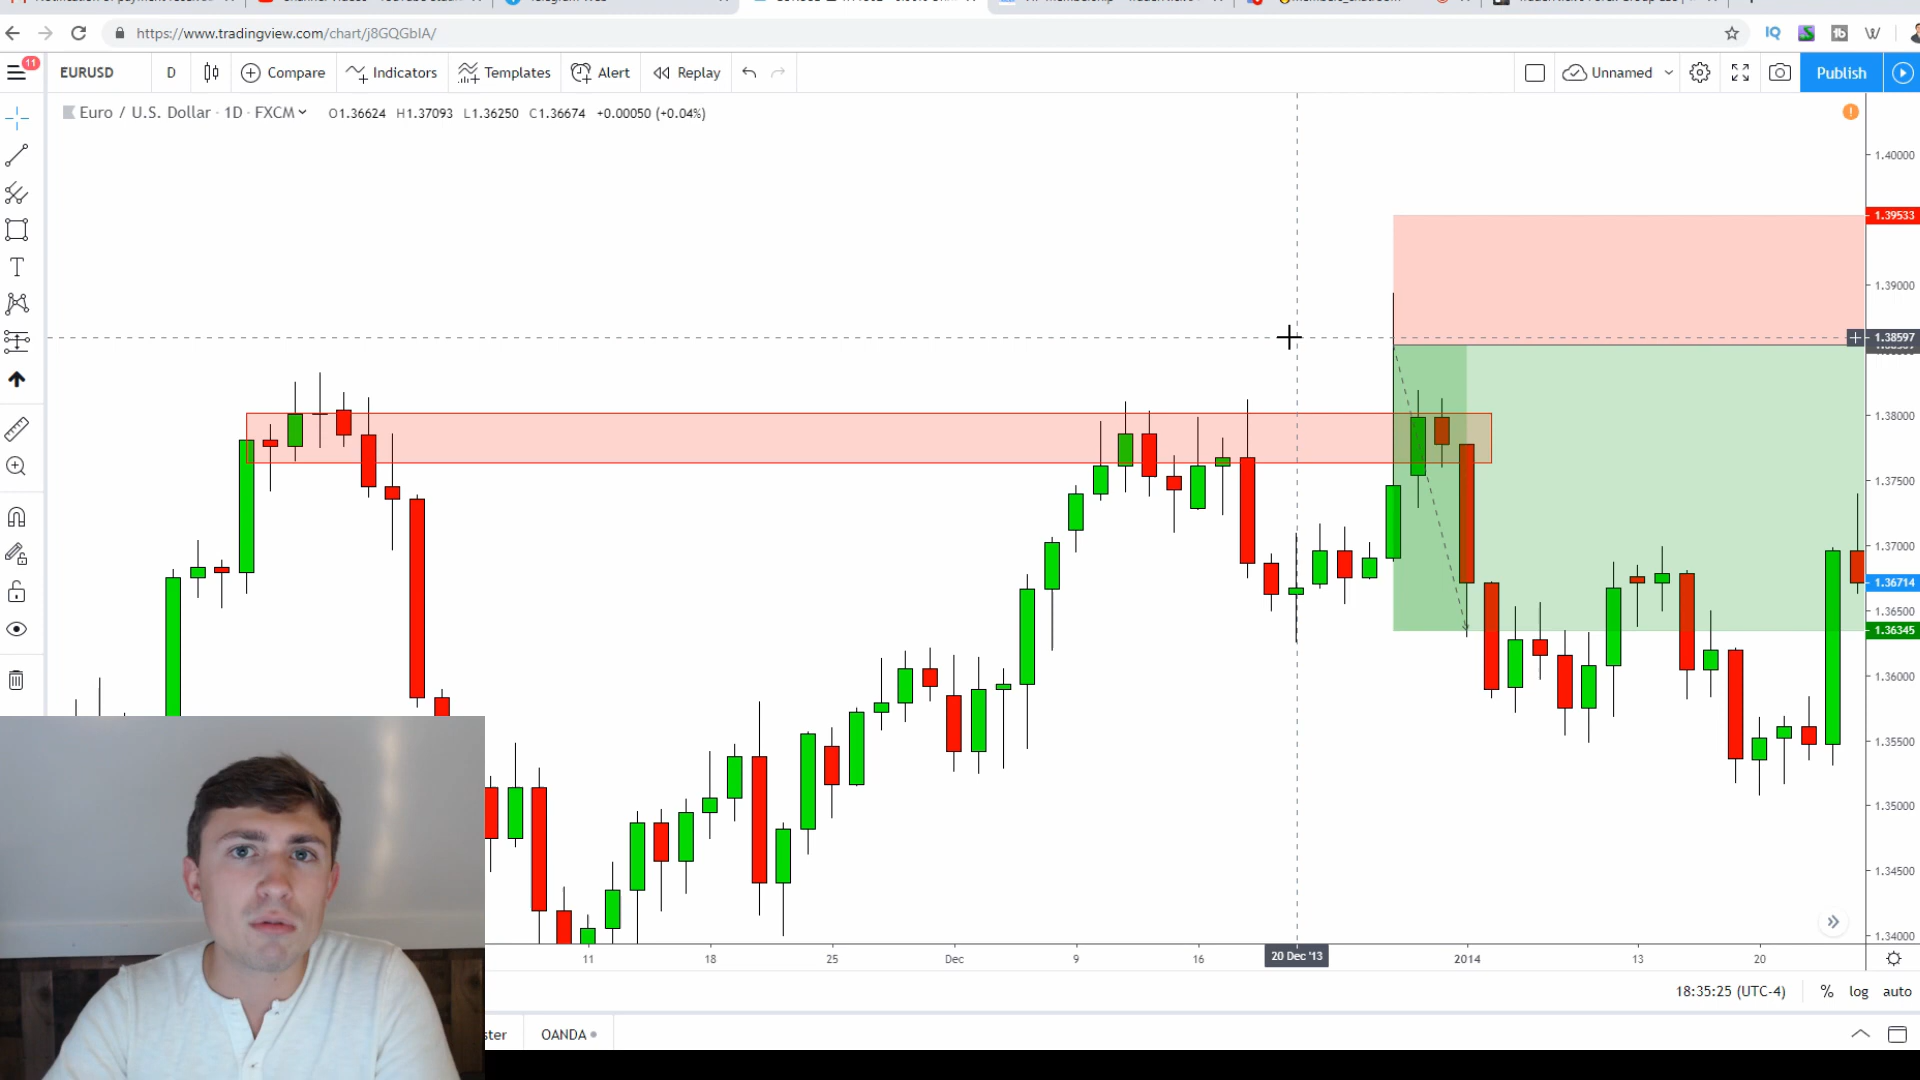 https://www.tradingview.com/chart/j8GQGbIA/
IQ
W
11
EURUSD
D
Compare
Indicators
Templates
Alert
Replay
Unnamed
Publish
Euro / U.S. Dollar · 1D · FXCM
O1.36624 H1.37093 L1.36250 C1.36674 +0.00050 (+0.04%)
1.40000
1.39533
1.39000
1.38597
1.38000
1.37500
1.37000
1.36714
1.36500
1.36345
1.36000
1.35500
1.35000
1.34500
1.34000
11
18
25
Dec
9
16
20 Dec '13
2014
13
20
18:35:25 (UTC-4)
%
log
auto
OANDA